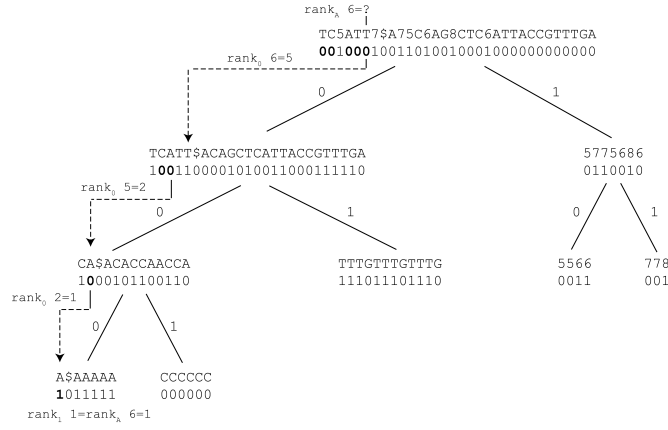 rank_A 6=?
TC5ATT7$A75C6AG8CTC6ATTACCGTTTGA
00100010011010010001000000000000
rank_0 6=5
0
1
TCATT$ACAGCTCATTACCGTTTGA
5775686
1001100001010011000111110
0110010
rank_0 5=2
0
1
0
1
CA$ACACCAACCA
TTTGTTTGTTTG
5566
778
1000101100110
111011101110
0011
001
rank_0 2=1
0
1
A$AAAAA
CCCCCC
1011111
000000
rank_1 1=rank_A 6=1